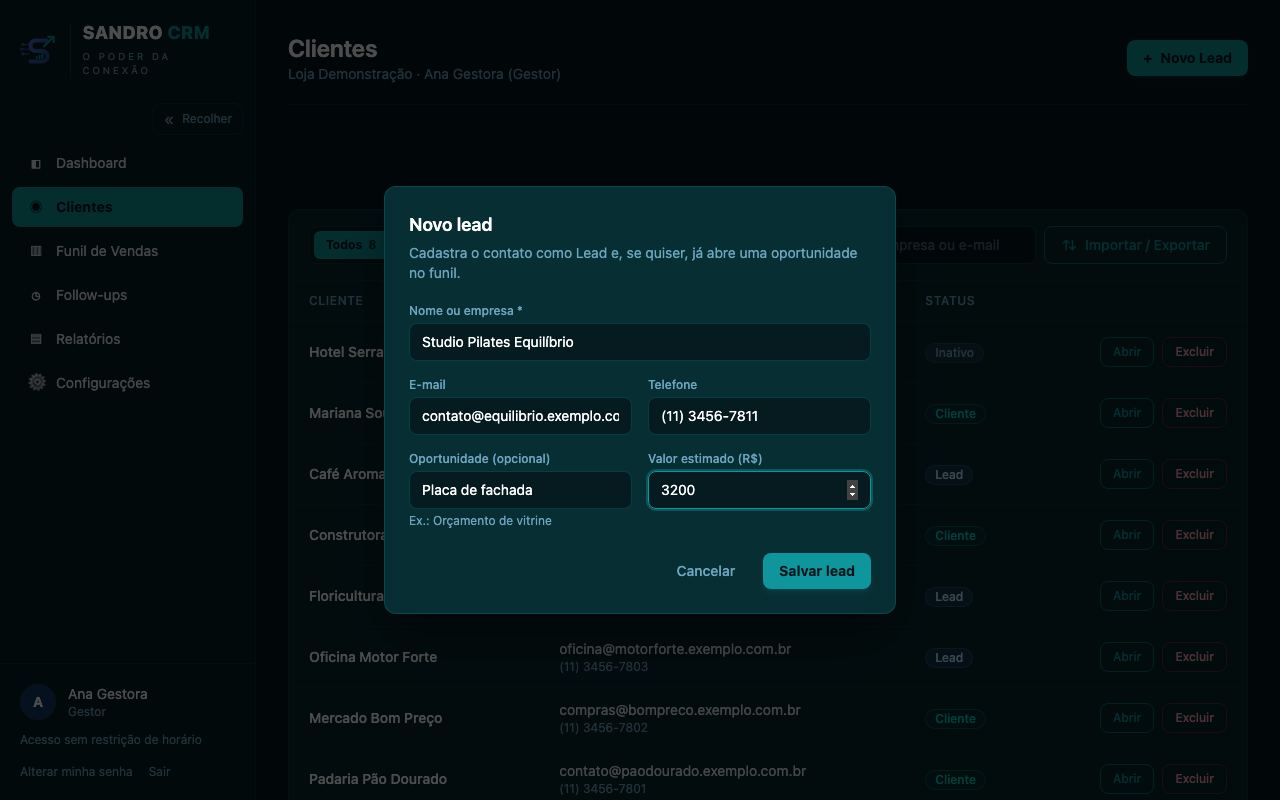 SANDRO CRM
O PODER DA
CONEXÃO
« Recolher
Dashboard
Clientes
Funil de Vendas
Follow-ups
Relatórios
Configurações
A
Ana Gestora
Gestor
Acesso sem restrição de horário
Alterar minha senha Sair
Clientes
Loja Demonstração · Ana Gestora (Gestor)
+ Novo Lead
Todos 8
ou e-mail
Importar / Exportar
CLIENTE STATUS
Hotel Serra Inativo Abrir Excluir
Mariana Cliente Abrir Excluir
Café Aroma Lead Abrir Excluir
Construtora Cliente Abrir Excluir
Floricultura Lead Abrir Excluir
Oficina Motor Forte oficina@motorforte.exemplo.com.br Lead Abrir Excluir
(11) 3456-7803
Mercado Bom Preço compras@bompreco.exemplo.com.br Cliente Abrir Excluir
(11) 3456-7802
Padaria Pão Dourado contato@paodourado.exemplo.com.br Cliente Abrir Excluir
(11) 3456-7801
Novo lead
Cadastra o contato como Lead e, se quiser, já abre uma oportunidade
no funil.
Nome ou empresa *
Studio Pilates Equilíbrio
E-mail Telefone
contato@equilibrio.exemplo.co (11) 3456-7811
Oportunidade (opcional) Valor estimado (R$)
Placa de fachada 3200
Ex.: Orçamento de vitrine
Cancelar Salvar lead